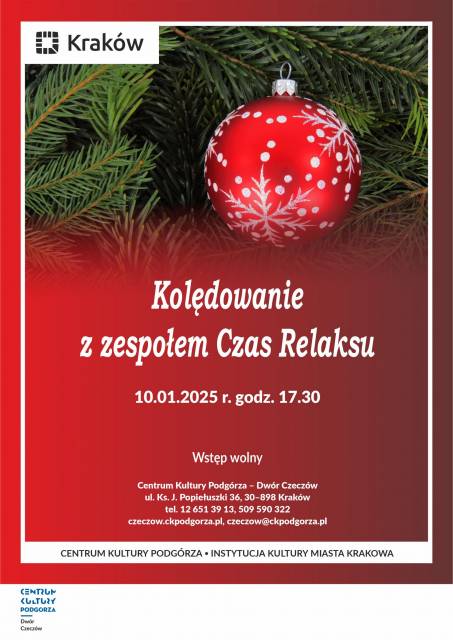 Kraków
Kolędowanie
z zespołem Czas Relaksu
10.01.2025 r. godz. 17.30
Wstęp wolny
Centrum Kultury Podgórza – Dwór Czeczów
ul. Ks. J. Popiełuszki 36, 30–898 Kraków
tel. 12 651 39 13, 509 590 322
czeczow.ckpodgorza.pl, czeczow@ckpodgorza.pl
CENTRUM KULTURY PODGÓRZA • INSTYTUCJA KULTURY MIASTA KRAKOWA
CENTRUM
KULTURY
PODGÓRZA
Dwór
Czeczów